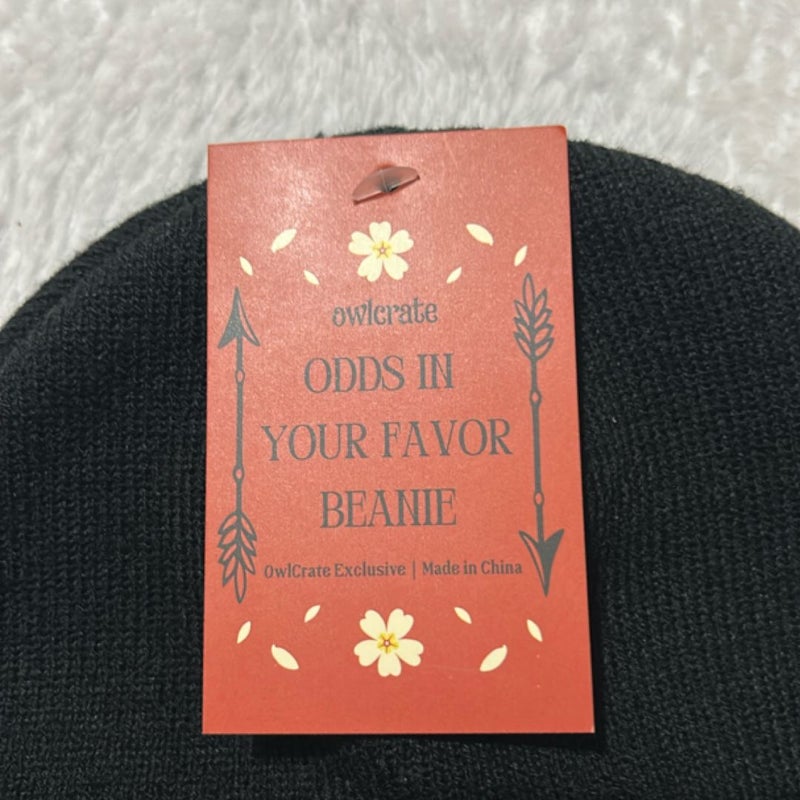 owlcrate
ODDS IN
YOUR FAVOR
BEANIE
OwlCrate Exclusive | Made in China